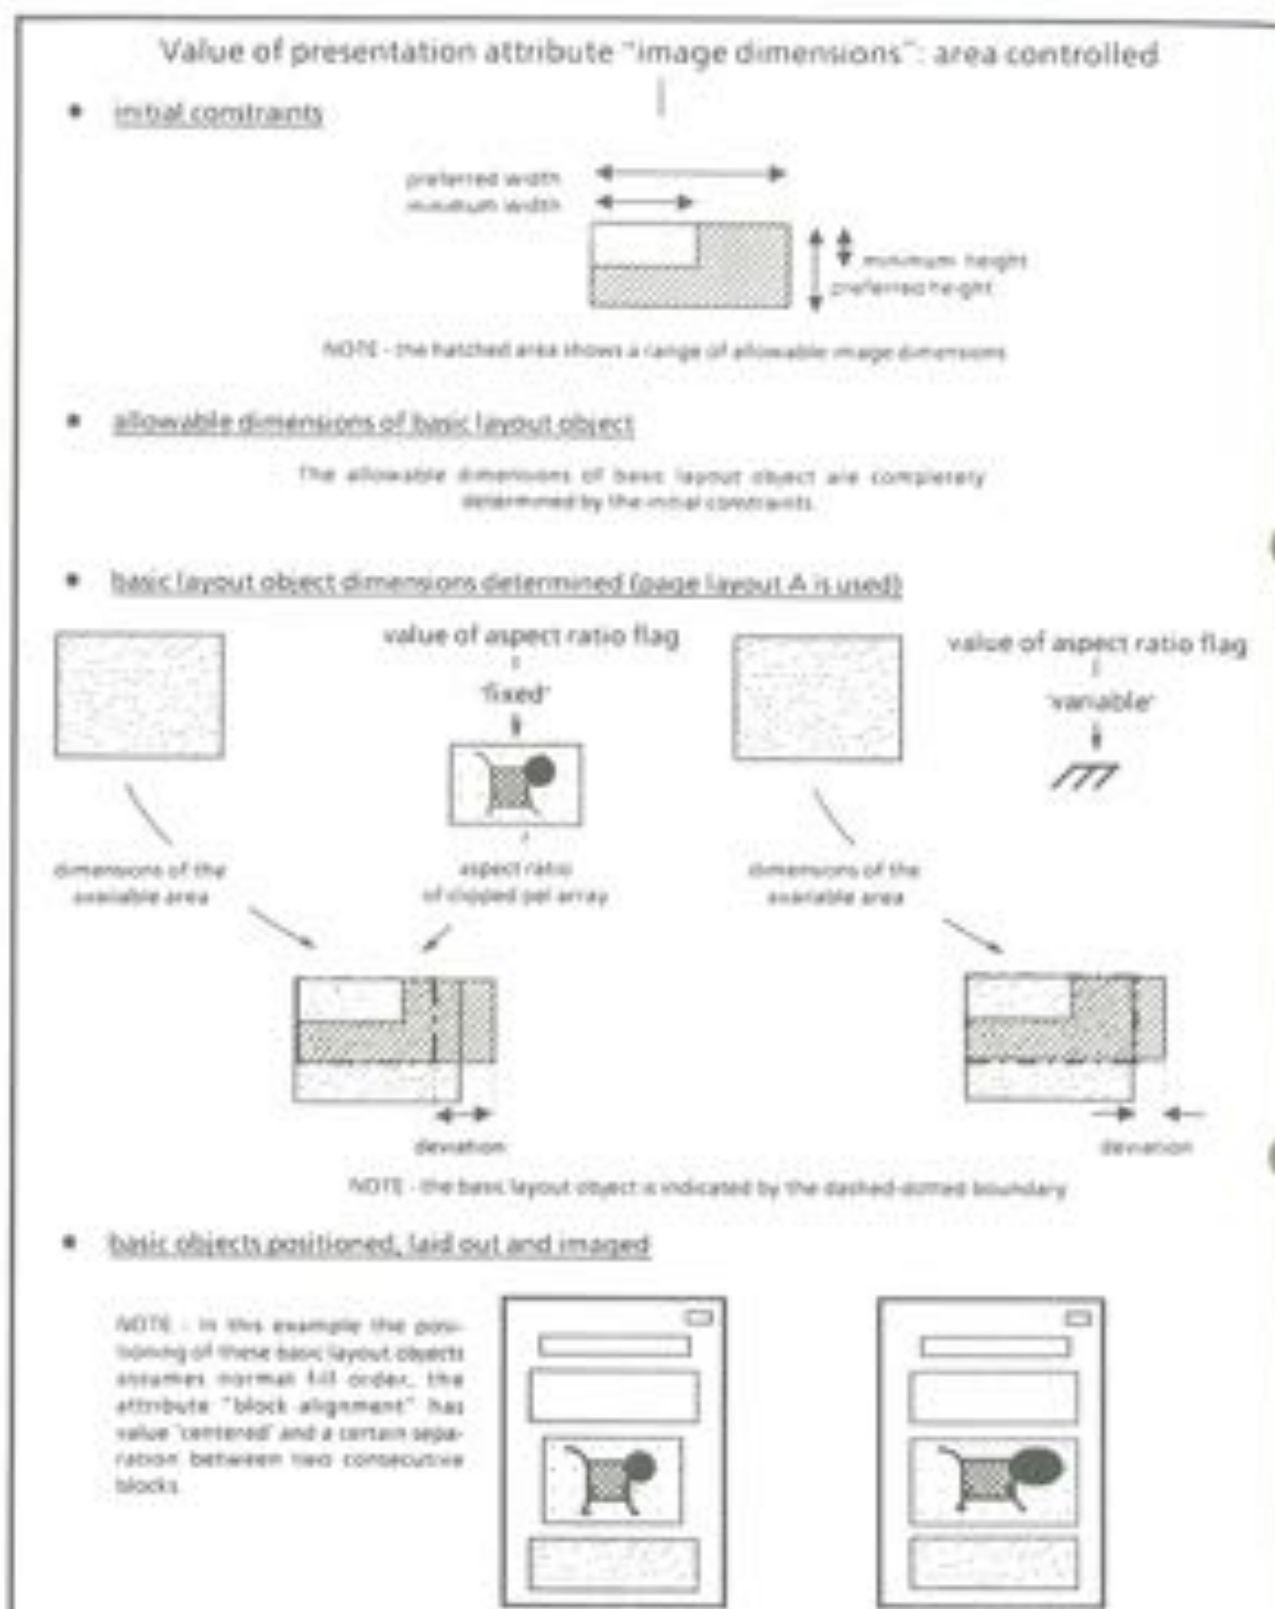 Value of presentation attribute "image dimensions": area controlled
• initial constraints
preferred width
minimum width
minimum height
preferred height
NOTE - the hatched area shows a range of allowable image dimensions
• allowable dimensions of basic layout object
The allowable dimensions of basic layout object are completely
determined by the initial constraints.
• basic layout object dimensions determined (page layout A is used)
value of aspect ratio flag
'fixed'
value of aspect ratio flag
'variable'
dimensions of the
available area
aspect ratio
of clipped pel array
dimensions of the
available area
deviation
deviation
NOTE - the basic layout object is indicated by the dashed-dotted boundary
• basic objects positioned, laid out and imaged
NOTE - In this example the posi-
tioning of these basic layout objects
assumes normal fill order, the
attribute "block alignment" has
value 'centered' and a certain sepa-
ration between two consecutive
blocks.